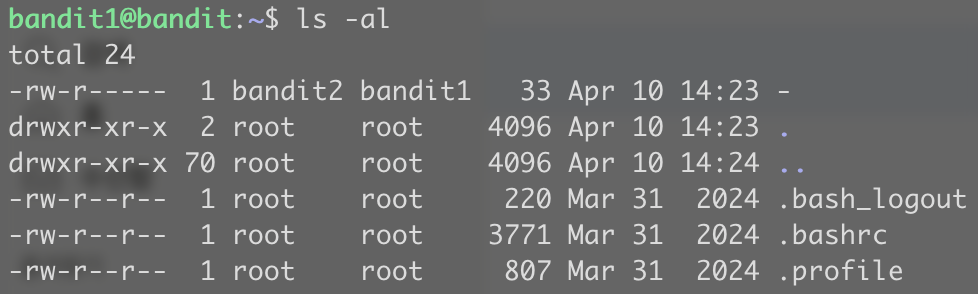 bandit1@bandit:~$ ls -al
total 24
-rw-r----- 1 bandit2 bandit1 33 Apr 10 14:23 -
drwxr-xr-x 2 root root 4096 Apr 10 14:23 .
drwxr-xr-x 70 root root 4096 Apr 10 14:24 ..
-rw-r--r-- 1 root root 220 Mar 31 2024 .bash_logout
-rw-r--r-- 1 root root 3771 Mar 31 2024 .bashrc
-rw-r--r-- 1 root root 807 Mar 31 2024 .profile